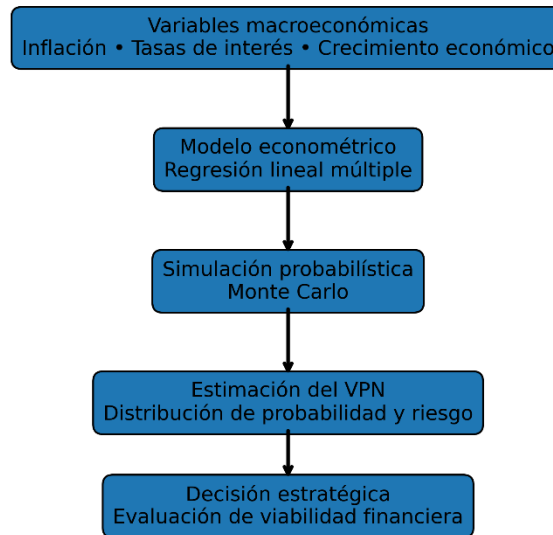 Variables macroeconómicas
Inflación • Tasas de interés • Crecimiento económico
Modelo econométrico
Regresión lineal múltiple
Simulación probabilística
Monte Carlo
Estimación del VPN
Distribución de probabilidad y riesgo
Decisión estratégica
Evaluación de viabilidad financiera